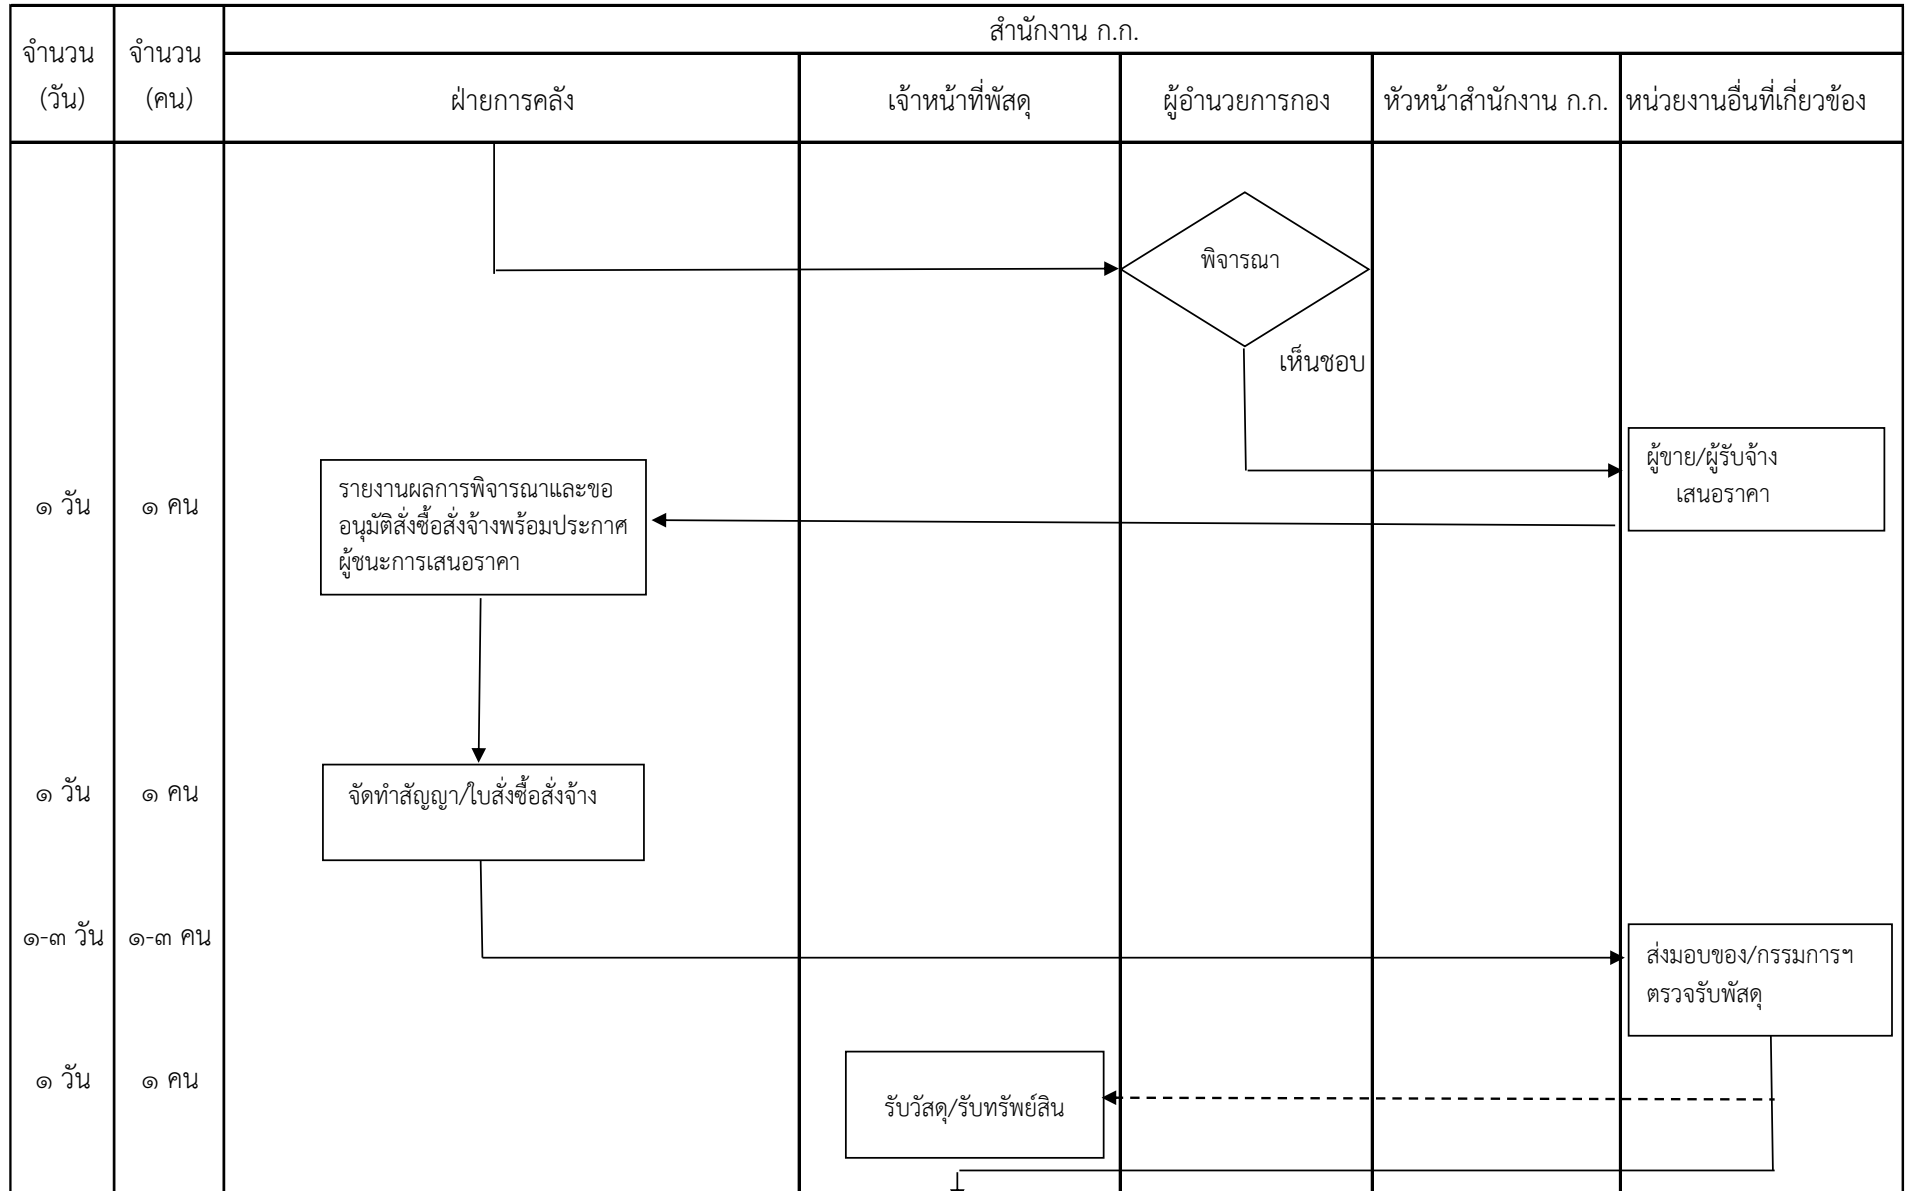 สำนักงาน ก.ก.
จำนวน
(วัน)
จำนวน
(คน)
ฝ่ายการคลัง
เจ้าหน้าที่พัสดุ
ผู้อำนวยการกอง
หัวหน้าสำนักงาน ก.ก.
หน่วยงานอื่นที่เกี่ยวข้อง
พิจารณา
เห็นชอบ
ผู้ขาย/ผู้รับจ้าง
เสนอราคา
๑ วัน
๑ คน
รายงานผลการพิจารณาและขอ
อนุมัติสั่งซื้อสั่งจ้างพร้อมประกาศ
ผู้ชนะการเสนอราคา
๑ วัน
๑ คน
จัดทำสัญญา/ใบสั่งซื้อสั่งจ้าง
๑-๓ วัน
๑-๓ คน
ส่งมอบของ/กรรมการฯ
ตรวจรับพัสดุ
๑ วัน
๑ คน
รับวัสดุ/รับทรัพย์สิน